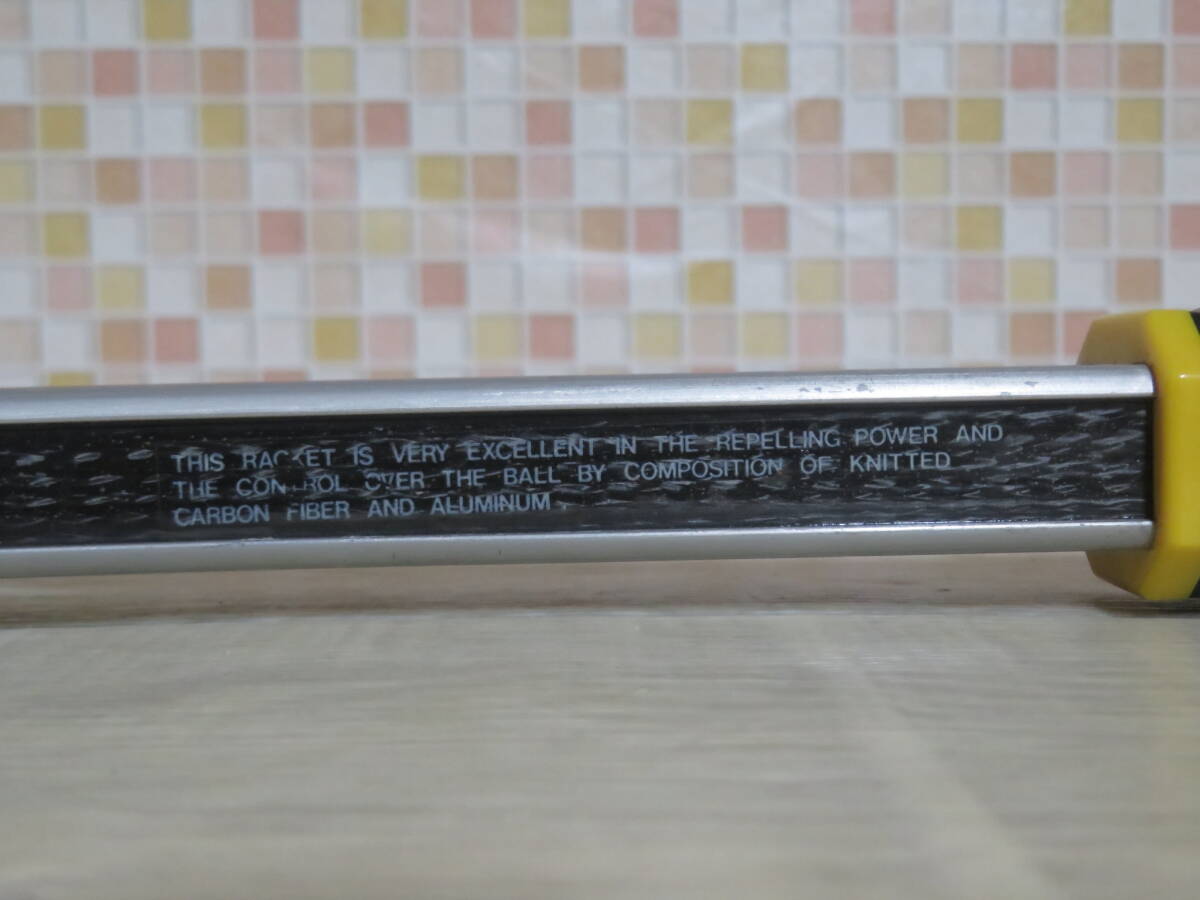 THIS RACKET IS VERY EXCELLENT IN THE REPELLING POWER AND
THE CONTROL OVER THE BALL BY COMPOSITION OF KNITTED
CARBON FIBER AND ALUMINUM.